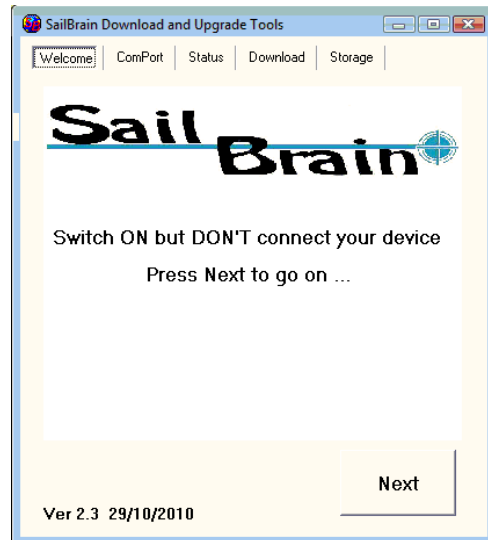 SailBrain Download and Upgrade Tools
Welcome ComPort Status Download Storage
Sail
Brain
Switch ON but DON'T connect your device
Press Next to go on ...
Next
Ver 2.3 29/10/2010